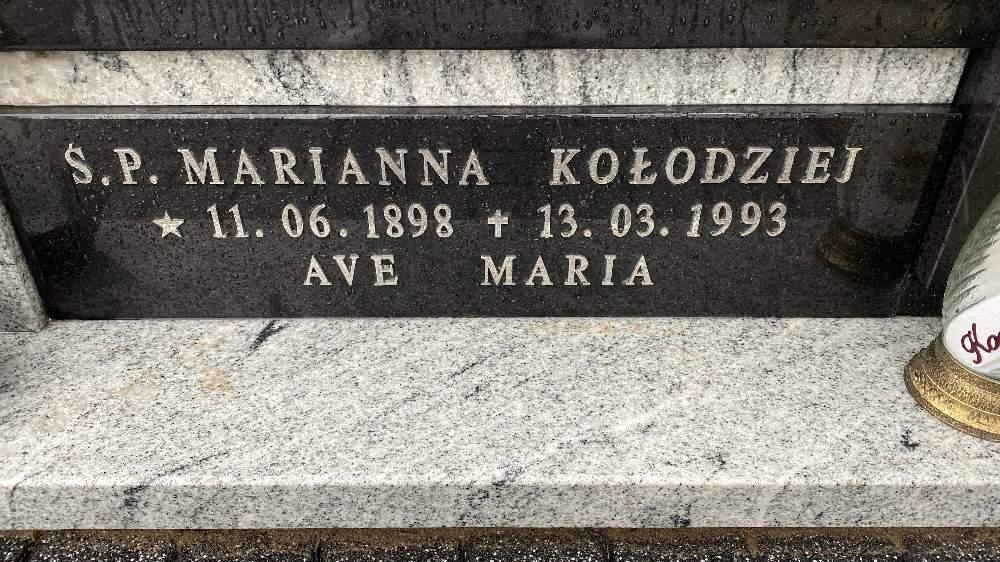 Ś.P. MARIANNA KOŁODZIEJ
★ 11.06.1898 ✝ 13.03.1993
AVE MARIA